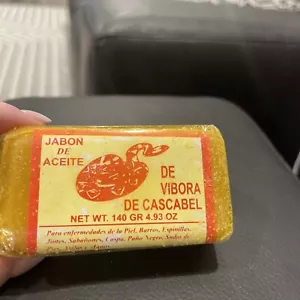 JABON
DE
ACEITE
DE
VIBORA
DE CASCABEL
NET WT. 140 GR 4.93 OZ
Para enfermedades de la Piel, Barros, Espinillas,
Caspa, Paño Negro,